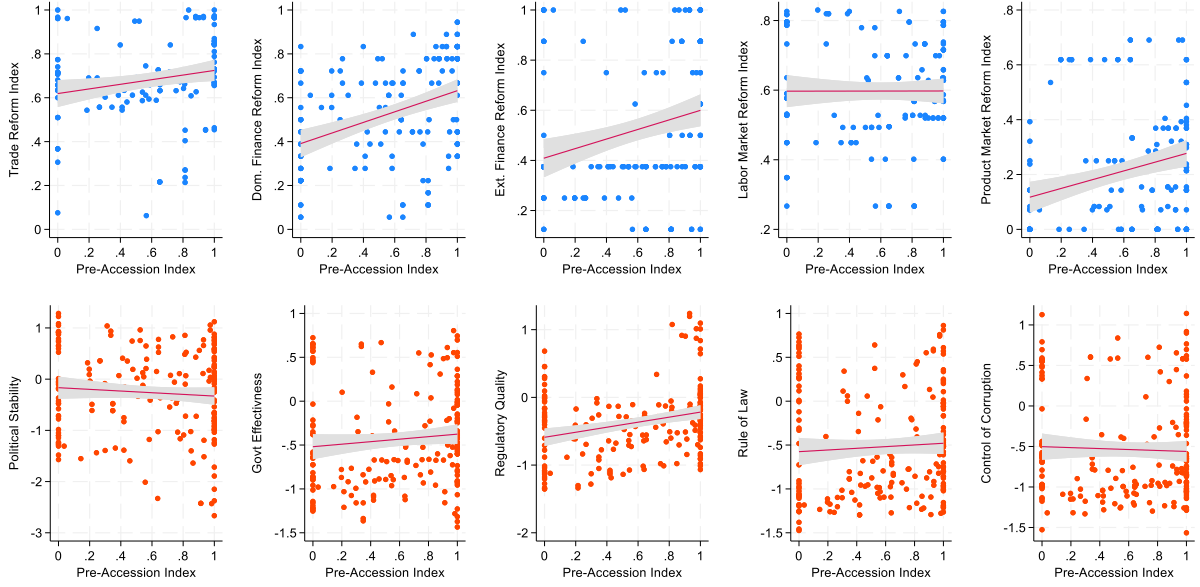 Trade Reform Index
1
.8
.6
.4
.2
0
0 .2 .4 .6 .8 1
Pre-Accession Index
Dom. Finance Reform Index
1
.8
.6
.4
.2
0
0 .2 .4 .6 .8 1
Pre-Accession Index
Ext. Finance Reform Index
1
.8
.6
.4
.2
0 .2 .4 .6 .8 1
Pre-Accession Index
Labor Market Reform Index
.8
.6
.4
.2
0 .2 .4 .6 .8 1
Pre-Accession Index
Product Market Reform Index
.8
.6
.4
.2
0
0 .2 .4 .6 .8 1
Pre-Accession Index
Political Stability
1
0
-1
-2
-3
0 .2 .4 .6 .8 1
Pre-Accession Index
Govt Effectivness
1
.5
0
-.5
-1
-1.5
0 .2 .4 .6 .8 1
Pre-Accession Index
Regulatory Quality
1
0
-1
-2
0 .2 .4 .6 .8 1
Pre-Accession Index
Rule of Law
1
.5
0
-.5
-1
-1.5
0 .2 .4 .6 .8 1
Pre-Accession Index
Control of Corruption
1
.5
0
-.5
-1
-1.5
0 .2 .4 .6 .8 1
Pre-Accession Index